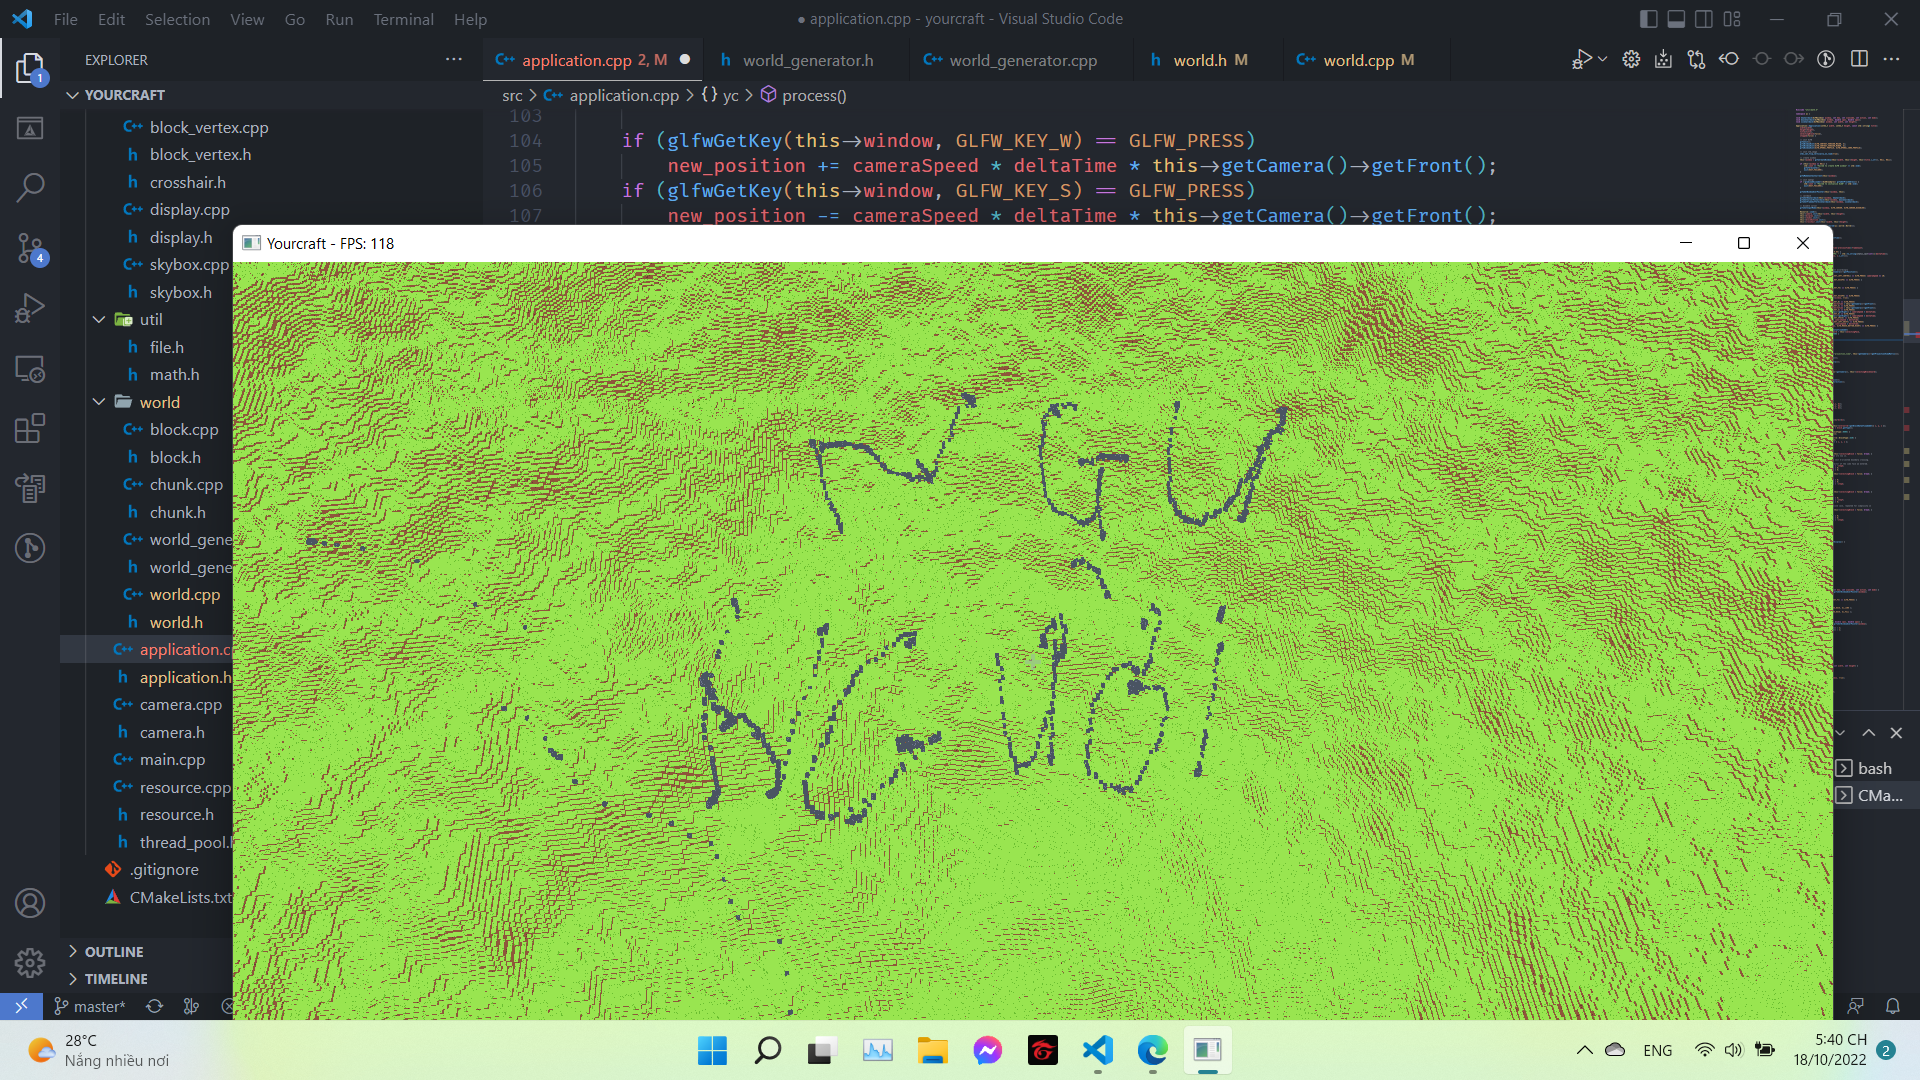 File Edit Selection View Go Run Terminal Help
● application.cpp - yourcraft - Visual Studio Code
EXPLORER
application.cpp 2, M
world_generator.h
world_generator.cpp
world.h M
world.cpp M
YOURCRAFT
src > application.cpp > {} yc > process()
block_vertex.cpp
block_vertex.h
crosshair.h
display.cpp
display.h
skybox.cpp
skybox.h
util
file.h
math.h
world
block.cpp
block.h
chunk.cpp
chunk.h
world_gene
world_gene
world.cpp
world.h
application.c
application.h
camera.cpp
camera.h
main.cpp
resource.cpp
resource.h
thread_pool.
.gitignore
CMakeLists.txt
OUTLINE
TIMELINE
103
104 if (glfwGetKey(this->window, GLFW_KEY_W) == GLFW_PRESS)
105 new_position += cameraSpeed * deltaTime * this->getCamera()->getFront();
106 if (glfwGetKey(this->window, GLFW_KEY_S) == GLFW_PRESS)
107 new_position -= cameraSpeed * deltaTime * this->getCamera()->getFront();
Yourcraft - FPS: 118
bash
CMa...
1
4
master*
28°C
Nắng nhiều nơi
ENG
5:40 CH
18/10/2022
2